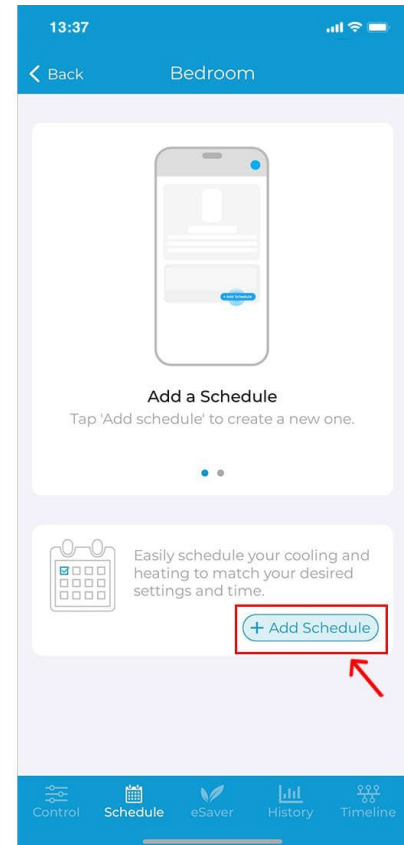 13:37
Back Bedroom
+ Add Schedule
Add a Schedule
Tap 'Add schedule' to create a new one.
Easily schedule your cooling and
heating to match your desired
settings and time.
+ Add Schedule
Control Schedule eSaver History Timeline